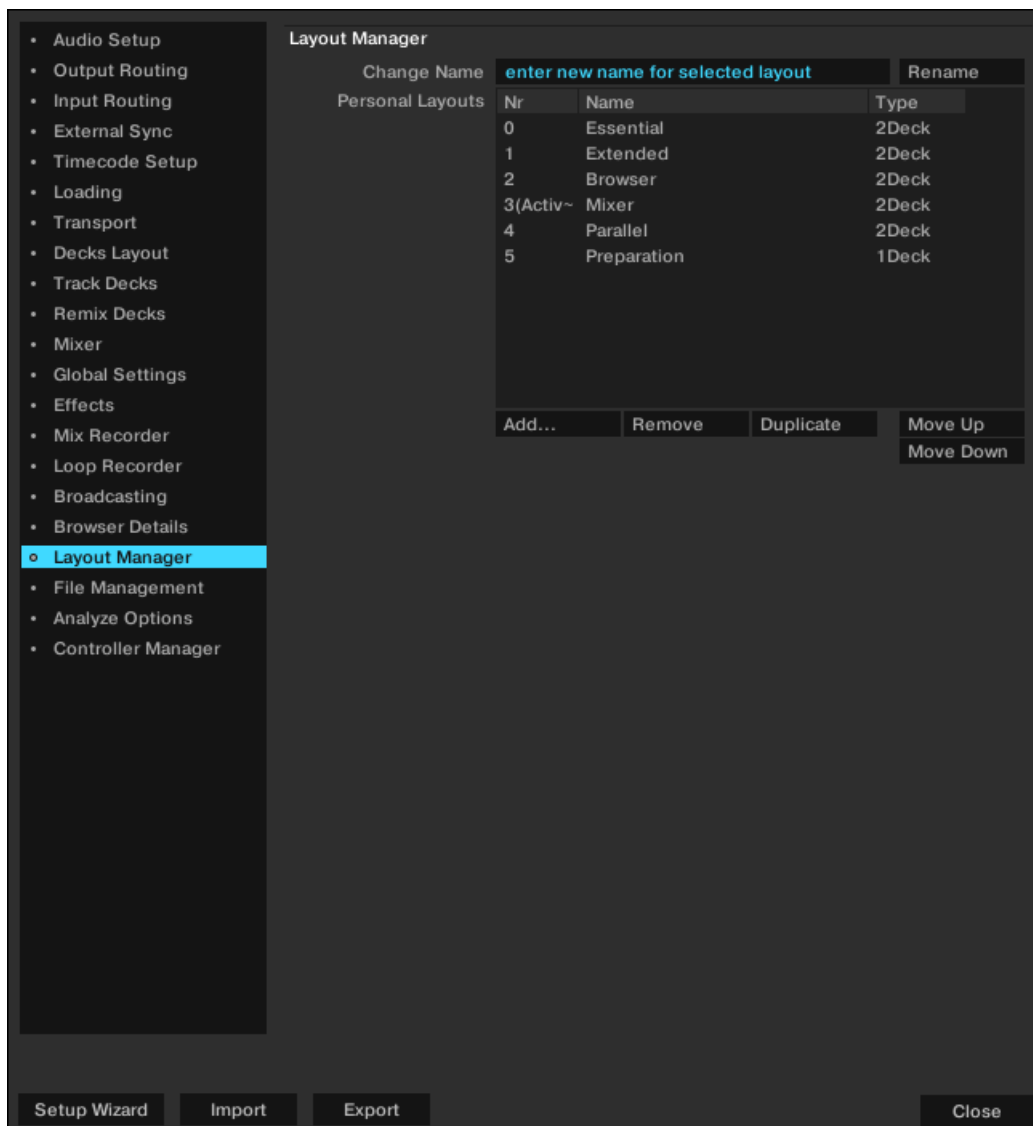 Audio Setup
Output Routing
Input Routing
External Sync
Timecode Setup
Loading
Transport
Decks Layout
Track Decks
Remix Decks
Mixer
Global Settings
Effects
Mix Recorder
Loop Recorder
Broadcasting
Browser Details
Layout Manager
File Management
Analyze Options
Controller Manager
Layout Manager
Change Name enter new name for selected layout Rename
Personal Layouts Nr Name Type
0 Essential 2Deck
1 Extended 2Deck
2 Browser 2Deck
3(Activ~ Mixer 2Deck
4 Parallel 2Deck
5 Preparation 1Deck
Add... Remove Duplicate Move Up
Move Down
Setup Wizard Import Export Close